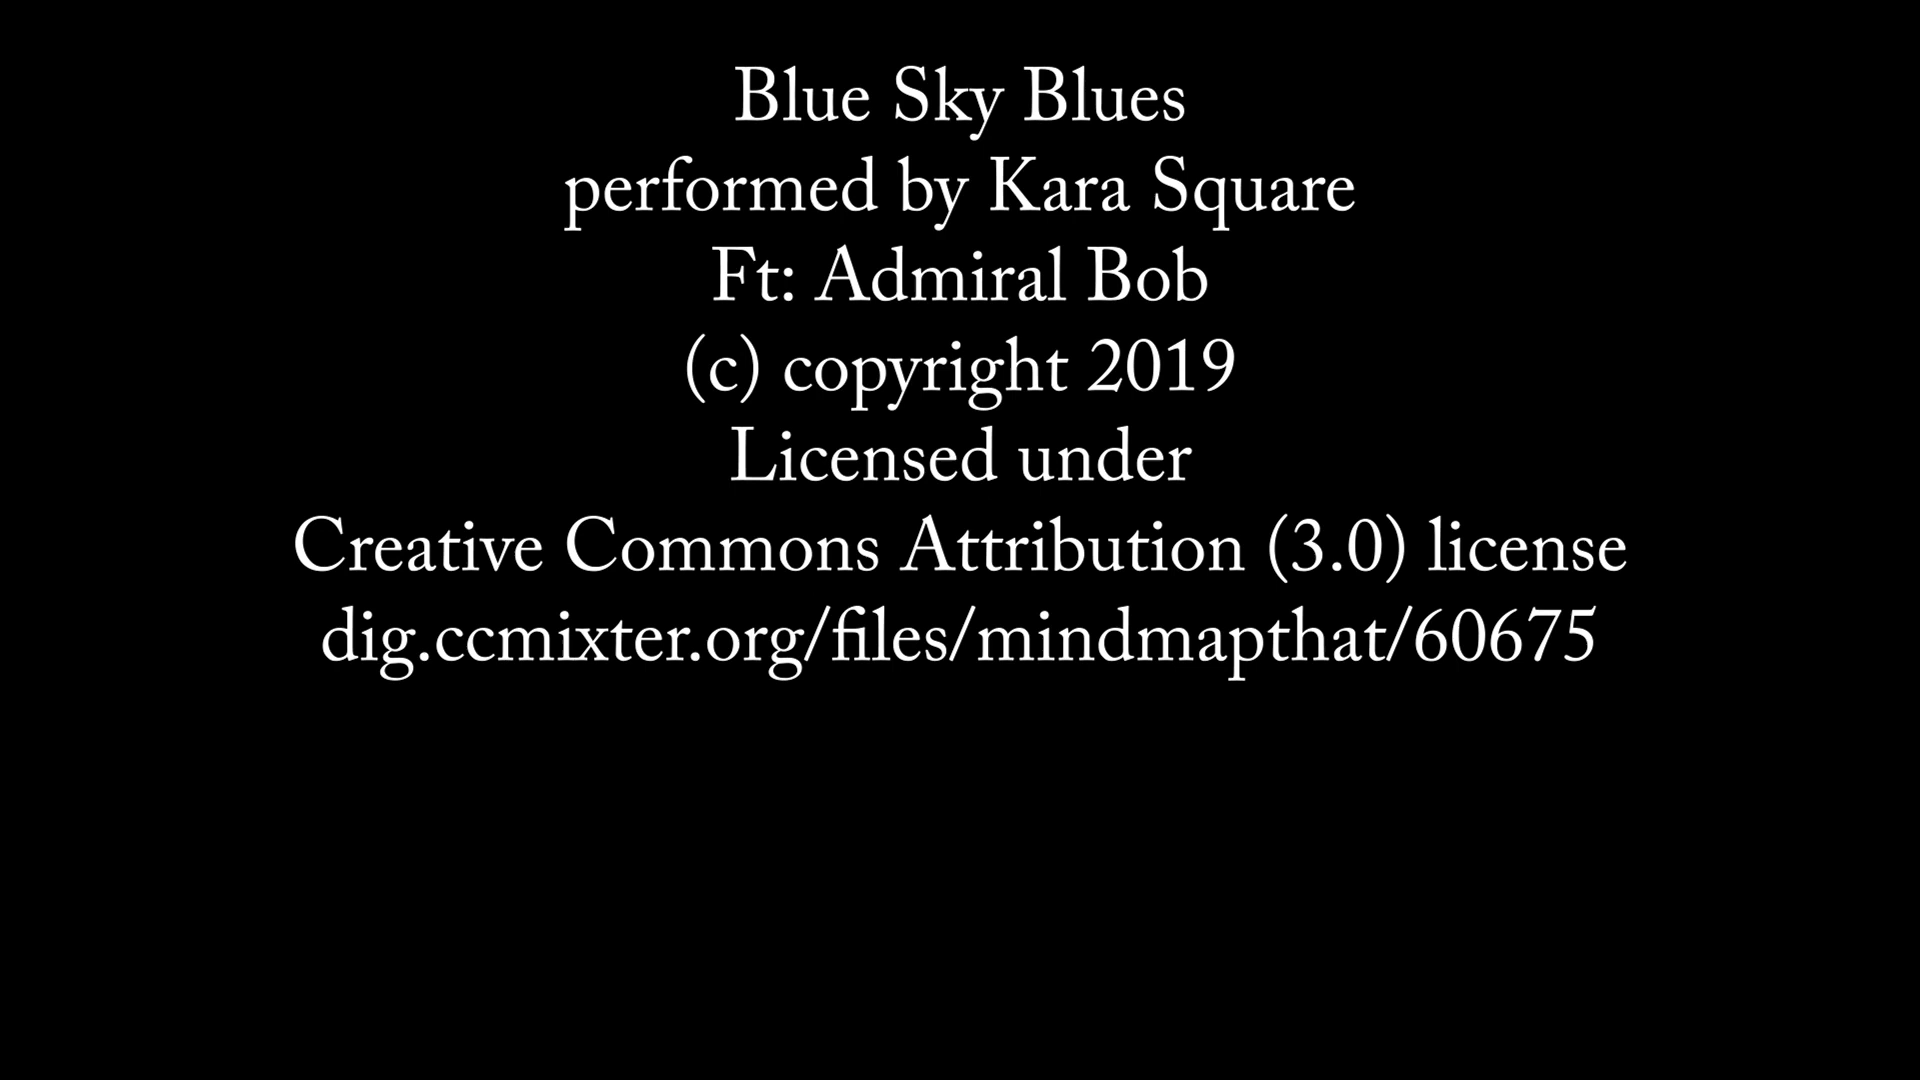 Blue Sky Blues
performed by Kara Square
Ft: Admiral Bob
(c) copyright 2019
Licensed under
Creative Commons Attribution (3.0) license
dig.ccmixter.org/files/mindmapthat/60675